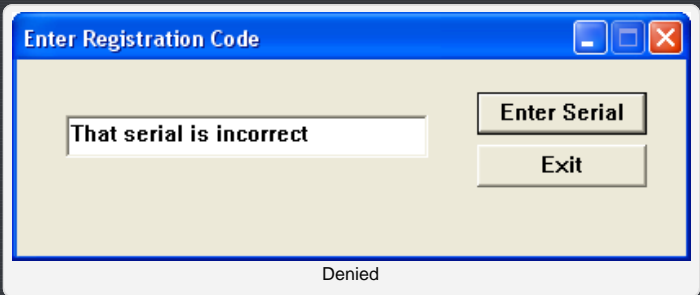 Enter Registration Code
Enter Serial
That serial is incorrect
Exit
Denied